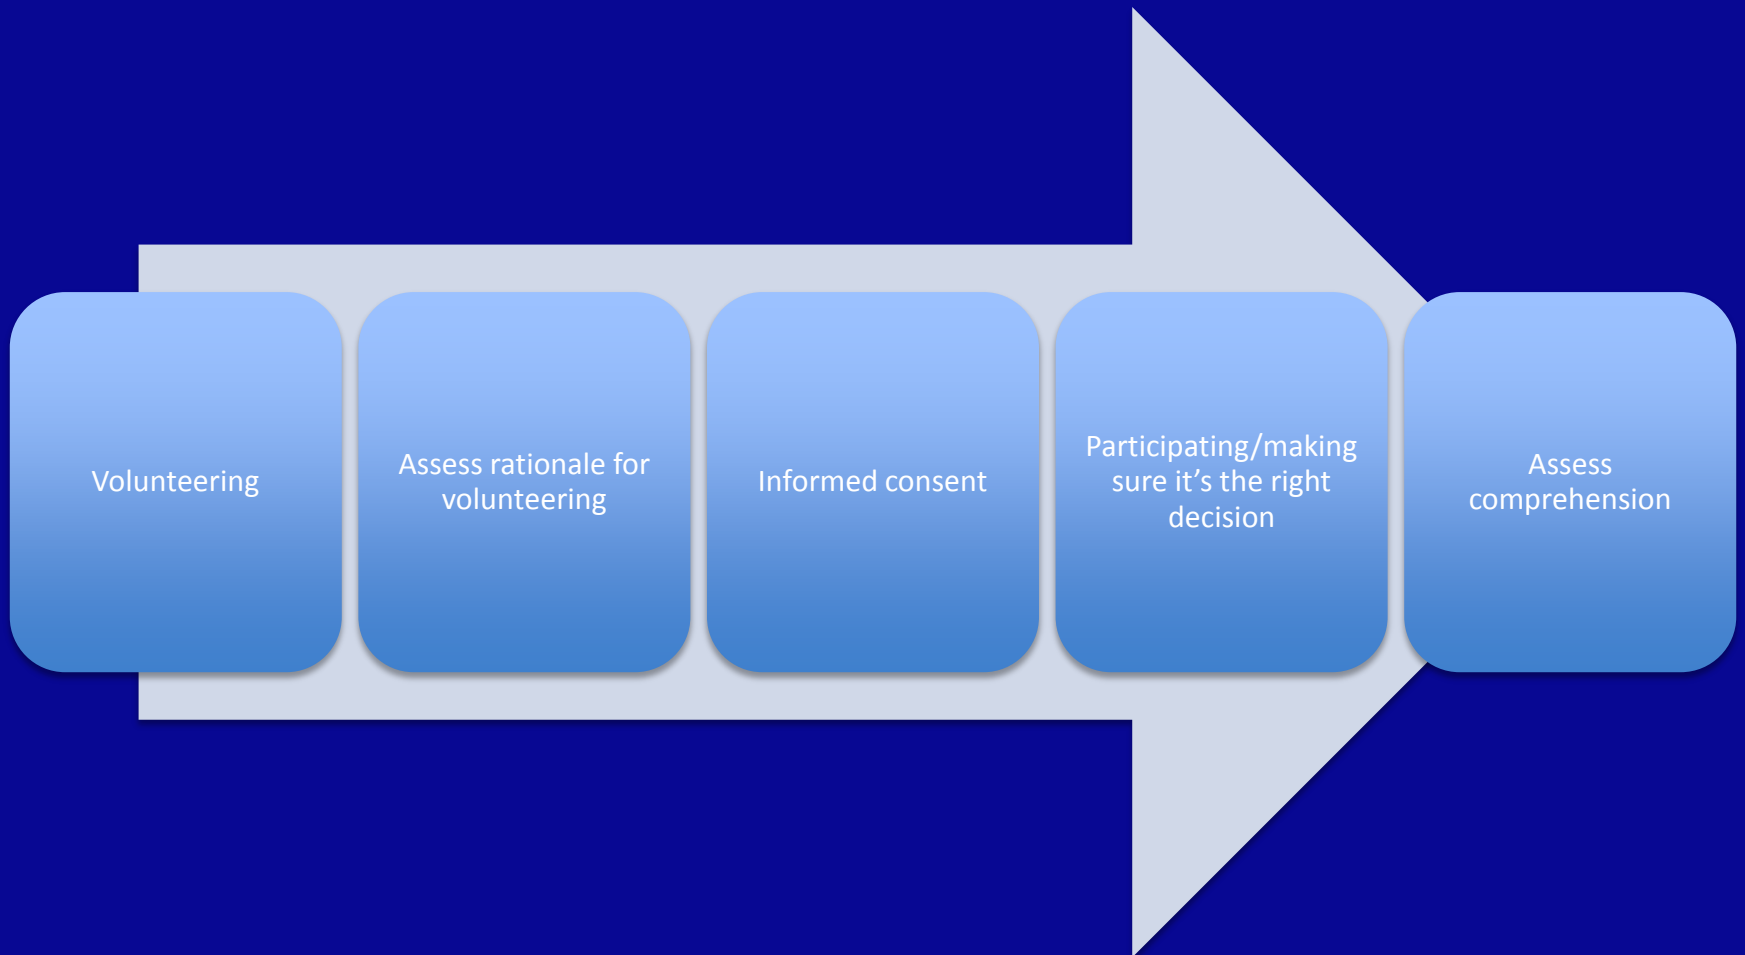 Volunteering
Assess rationale for
volunteering
Informed consent
Participating/making
sure it's the right
decision
Assess
comprehension